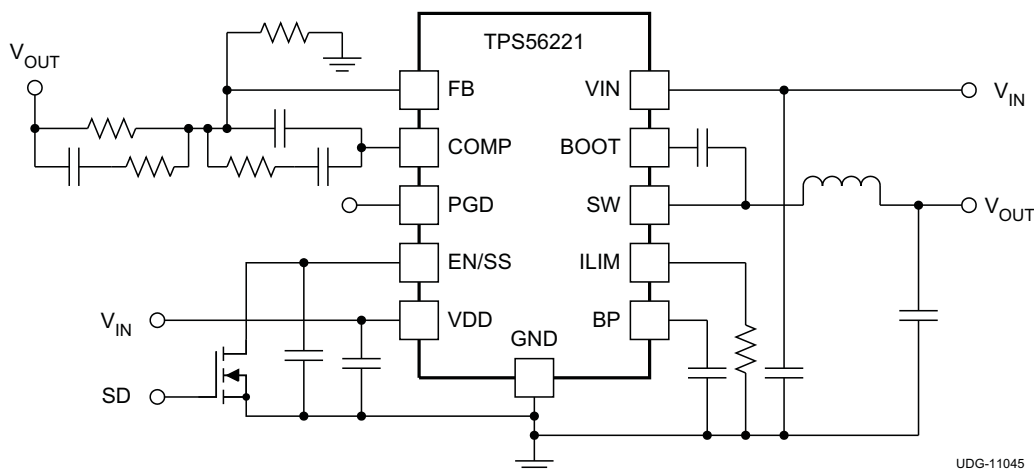 TPS56221
V_OUT
FB
VIN
V_IN
COMP
BOOT
PGD
SW
V_OUT
EN/SS
ILIM
V_IN
VDD
BP
GND
SD
UDG-11045